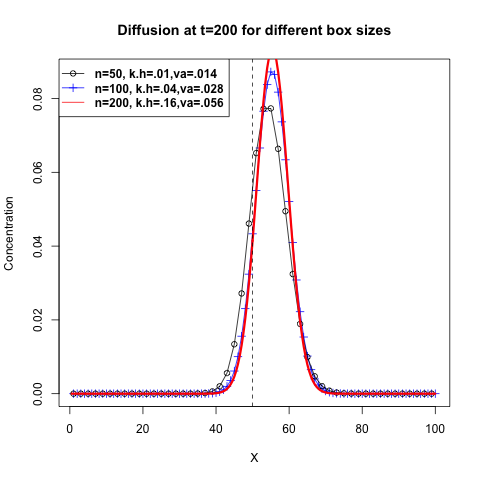 Diffusion at t=200 for different box sizes
n=50, k.h=.01,va=.014
n=100, k.h=.04,va=.028
n=200, k.h=.16,va=.056
Concentration
0.08
0.06
0.04
0.02
0.00
0 20 40 60 80 100
X